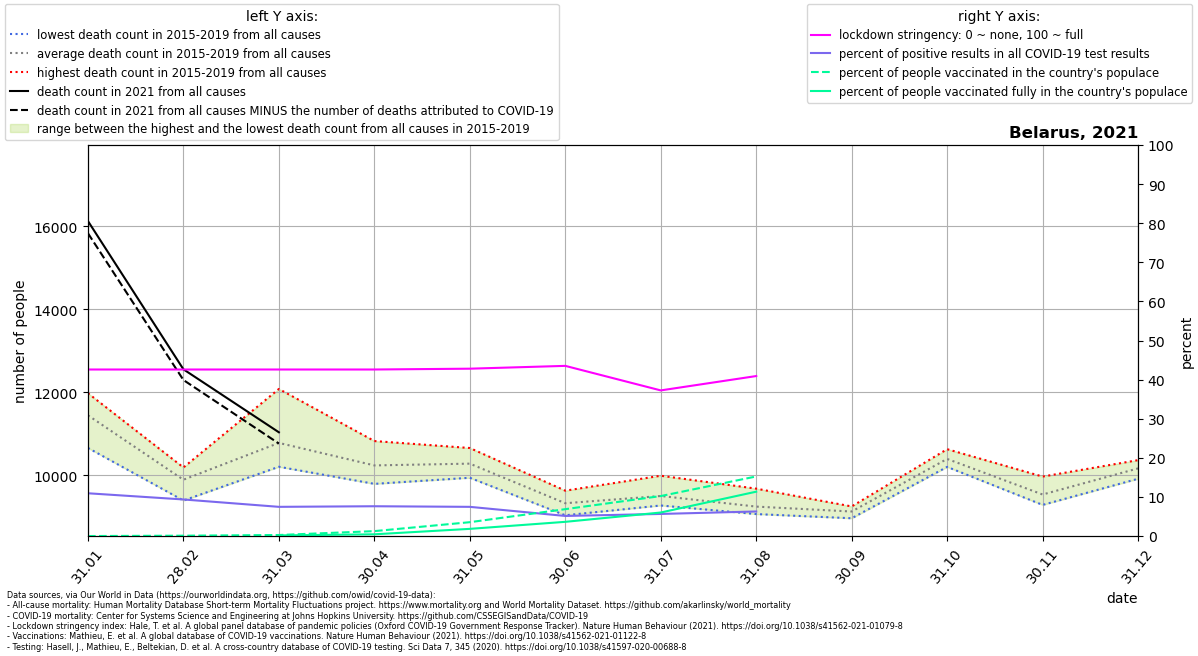 left Y axis:
lowest death count in 2015-2019 from all causes
average death count in 2015-2019 from all causes
highest death count in 2015-2019 from all causes
death count in 2021 from all causes
death count in 2021 from all causes MINUS the number of deaths attributed to COVID-19
range between the highest and the lowest death count from all causes in 2015-2019
right Y axis:
lockdown stringency: 0 ~ none, 100 ~ full
percent of positive results in all COVID-19 test results
percent of people vaccinated in the country's populace
percent of people vaccinated fully in the country's populace
Belarus, 2021
number of people
16000
14000
12000
10000
100
90
80
70
60
50
40
30
20
10
0
percent
31.01
28.02
31.03
30.04
31.05
30.06
31.07
31.08
30.09
31.10
30.11
31.12
date
Data sources, via Our World in Data (https://ourworldindata.org, https://github.com/owid/covid-19-data):
- All-cause mortality: Human Mortality Database Short-term Mortality Fluctuations project. https://www.mortality.org and World Mortality Dataset. https://github.com/akarlinsky/world_mortality
- COVID-19 mortality: Center for Systems Science and Engineering at Johns Hopkins University. https://github.com/CSSEGISandData/COVID-19
- Lockdown stringency index: Hale, T. et al. A global panel database of pandemic policies (Oxford COVID-19 Government Response Tracker). Nature Human Behaviour (2021). https://doi.org/10.1038/s41562-021-01079-8
- Vaccinations: Mathieu, E. et al. A global database of COVID-19 vaccinations. Nature Human Behaviour (2021). https://doi.org/10.1038/s41562-021-01122-8
- Testing: Hasell, J., Mathieu, E., Beltekian, D. et al. A cross-country database of COVID-19 testing. Sci Data 7, 345 (2020). https://doi.org/10.1038/s41597-020-00688-8